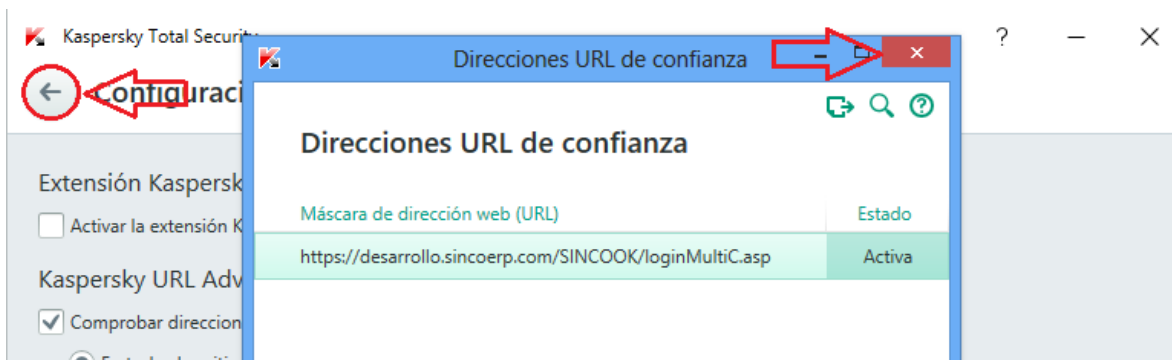 Kaspersky Total Security
Direcciones URL de confianza
Configuraci
Direcciones URL de confianza
Extensión Kaspersk
Máscara de dirección web (URL) Estado
Activar la extensión K
https://desarrollo.sincoerp.com/SINCOOK/loginMultiC.asp Activa
Kaspersky URL Adv
Comprobar direccion